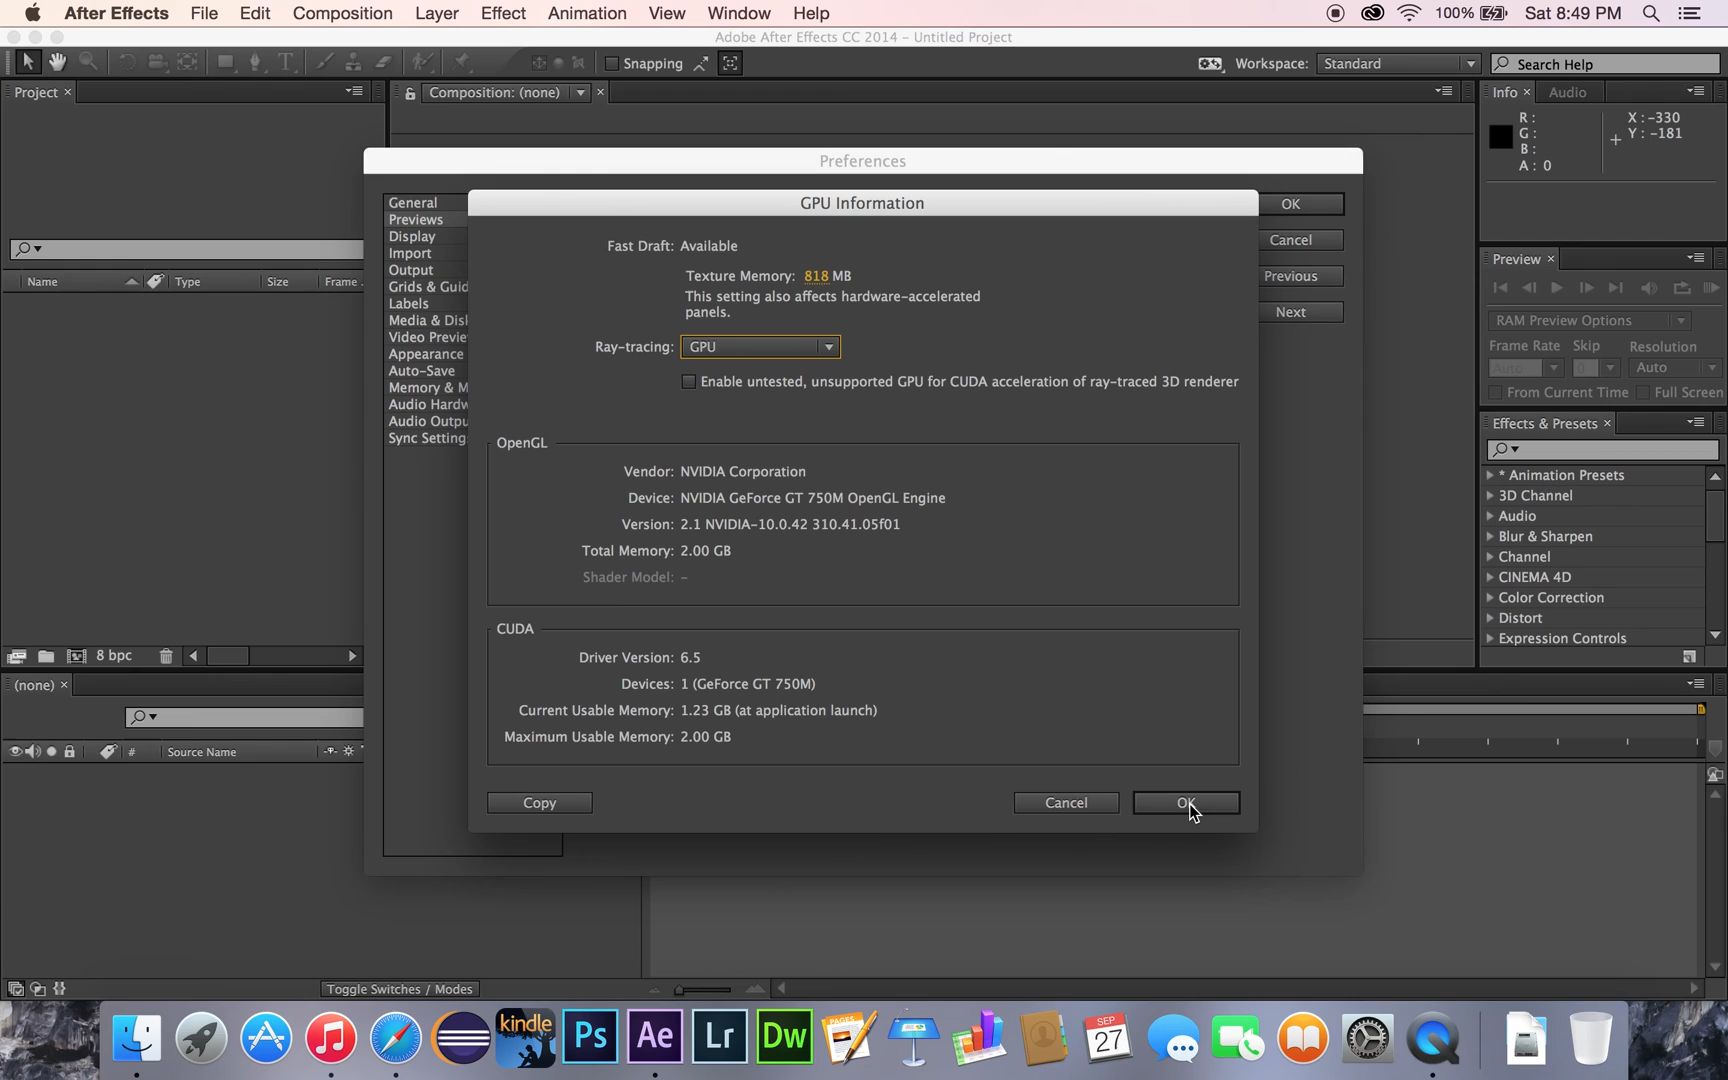 After Effects File Edit Composition Layer Effect Animation View Window Help 100% Sat 8:49 PM
Adobe After Effects CC 2014 - Untitled Project
Snapping Workspace: Standard Search Help
Project Composition: (none) Info Audio
R: X: -330
G: Y: -181
B:
A: 0
Preferences
General
Previews
Display
Import
Output
Grids & Guid
Labels
Media & Disl
Video Previe
Appearance
Auto-Save
Memory & M
Audio Hardw
Audio Outpu
Sync Setting
OK
Cancel
Previous
Next
GPU Information
Fast Draft: Available
Texture Memory: 818 MB
This setting also affects hardware-accelerated
panels.
Ray-tracing: GPU
Enable untested, unsupported GPU for CUDA acceleration of ray-traced 3D renderer
OpenGL
Vendor: NVIDIA Corporation
Device: NVIDIA GeForce GT 750M OpenGL Engine
Version: 2.1 NVIDIA-10.0.42 310.41.05f01
Total Memory: 2.00 GB
Shader Model: -
CUDA
Driver Version: 6.5
Devices: 1 (GeForce GT 750M)
Current Usable Memory: 1.23 GB (at application launch)
Maximum Usable Memory: 2.00 GB
Copy Cancel OK
Name Type Size Frame
8 bpc
(none)
# Source Name
Toggle Switches / Modes
Preview
RAM Preview Options
Frame Rate Skip Resolution
Auto 0 Auto
From Current Time Full Screen
Effects & Presets
* Animation Presets
3D Channel
Audio
Blur & Sharpen
Channel
CINEMA 4D
Color Correction
Distort
Expression Controls
kindle Ps Ae Lr Dw SEP
27